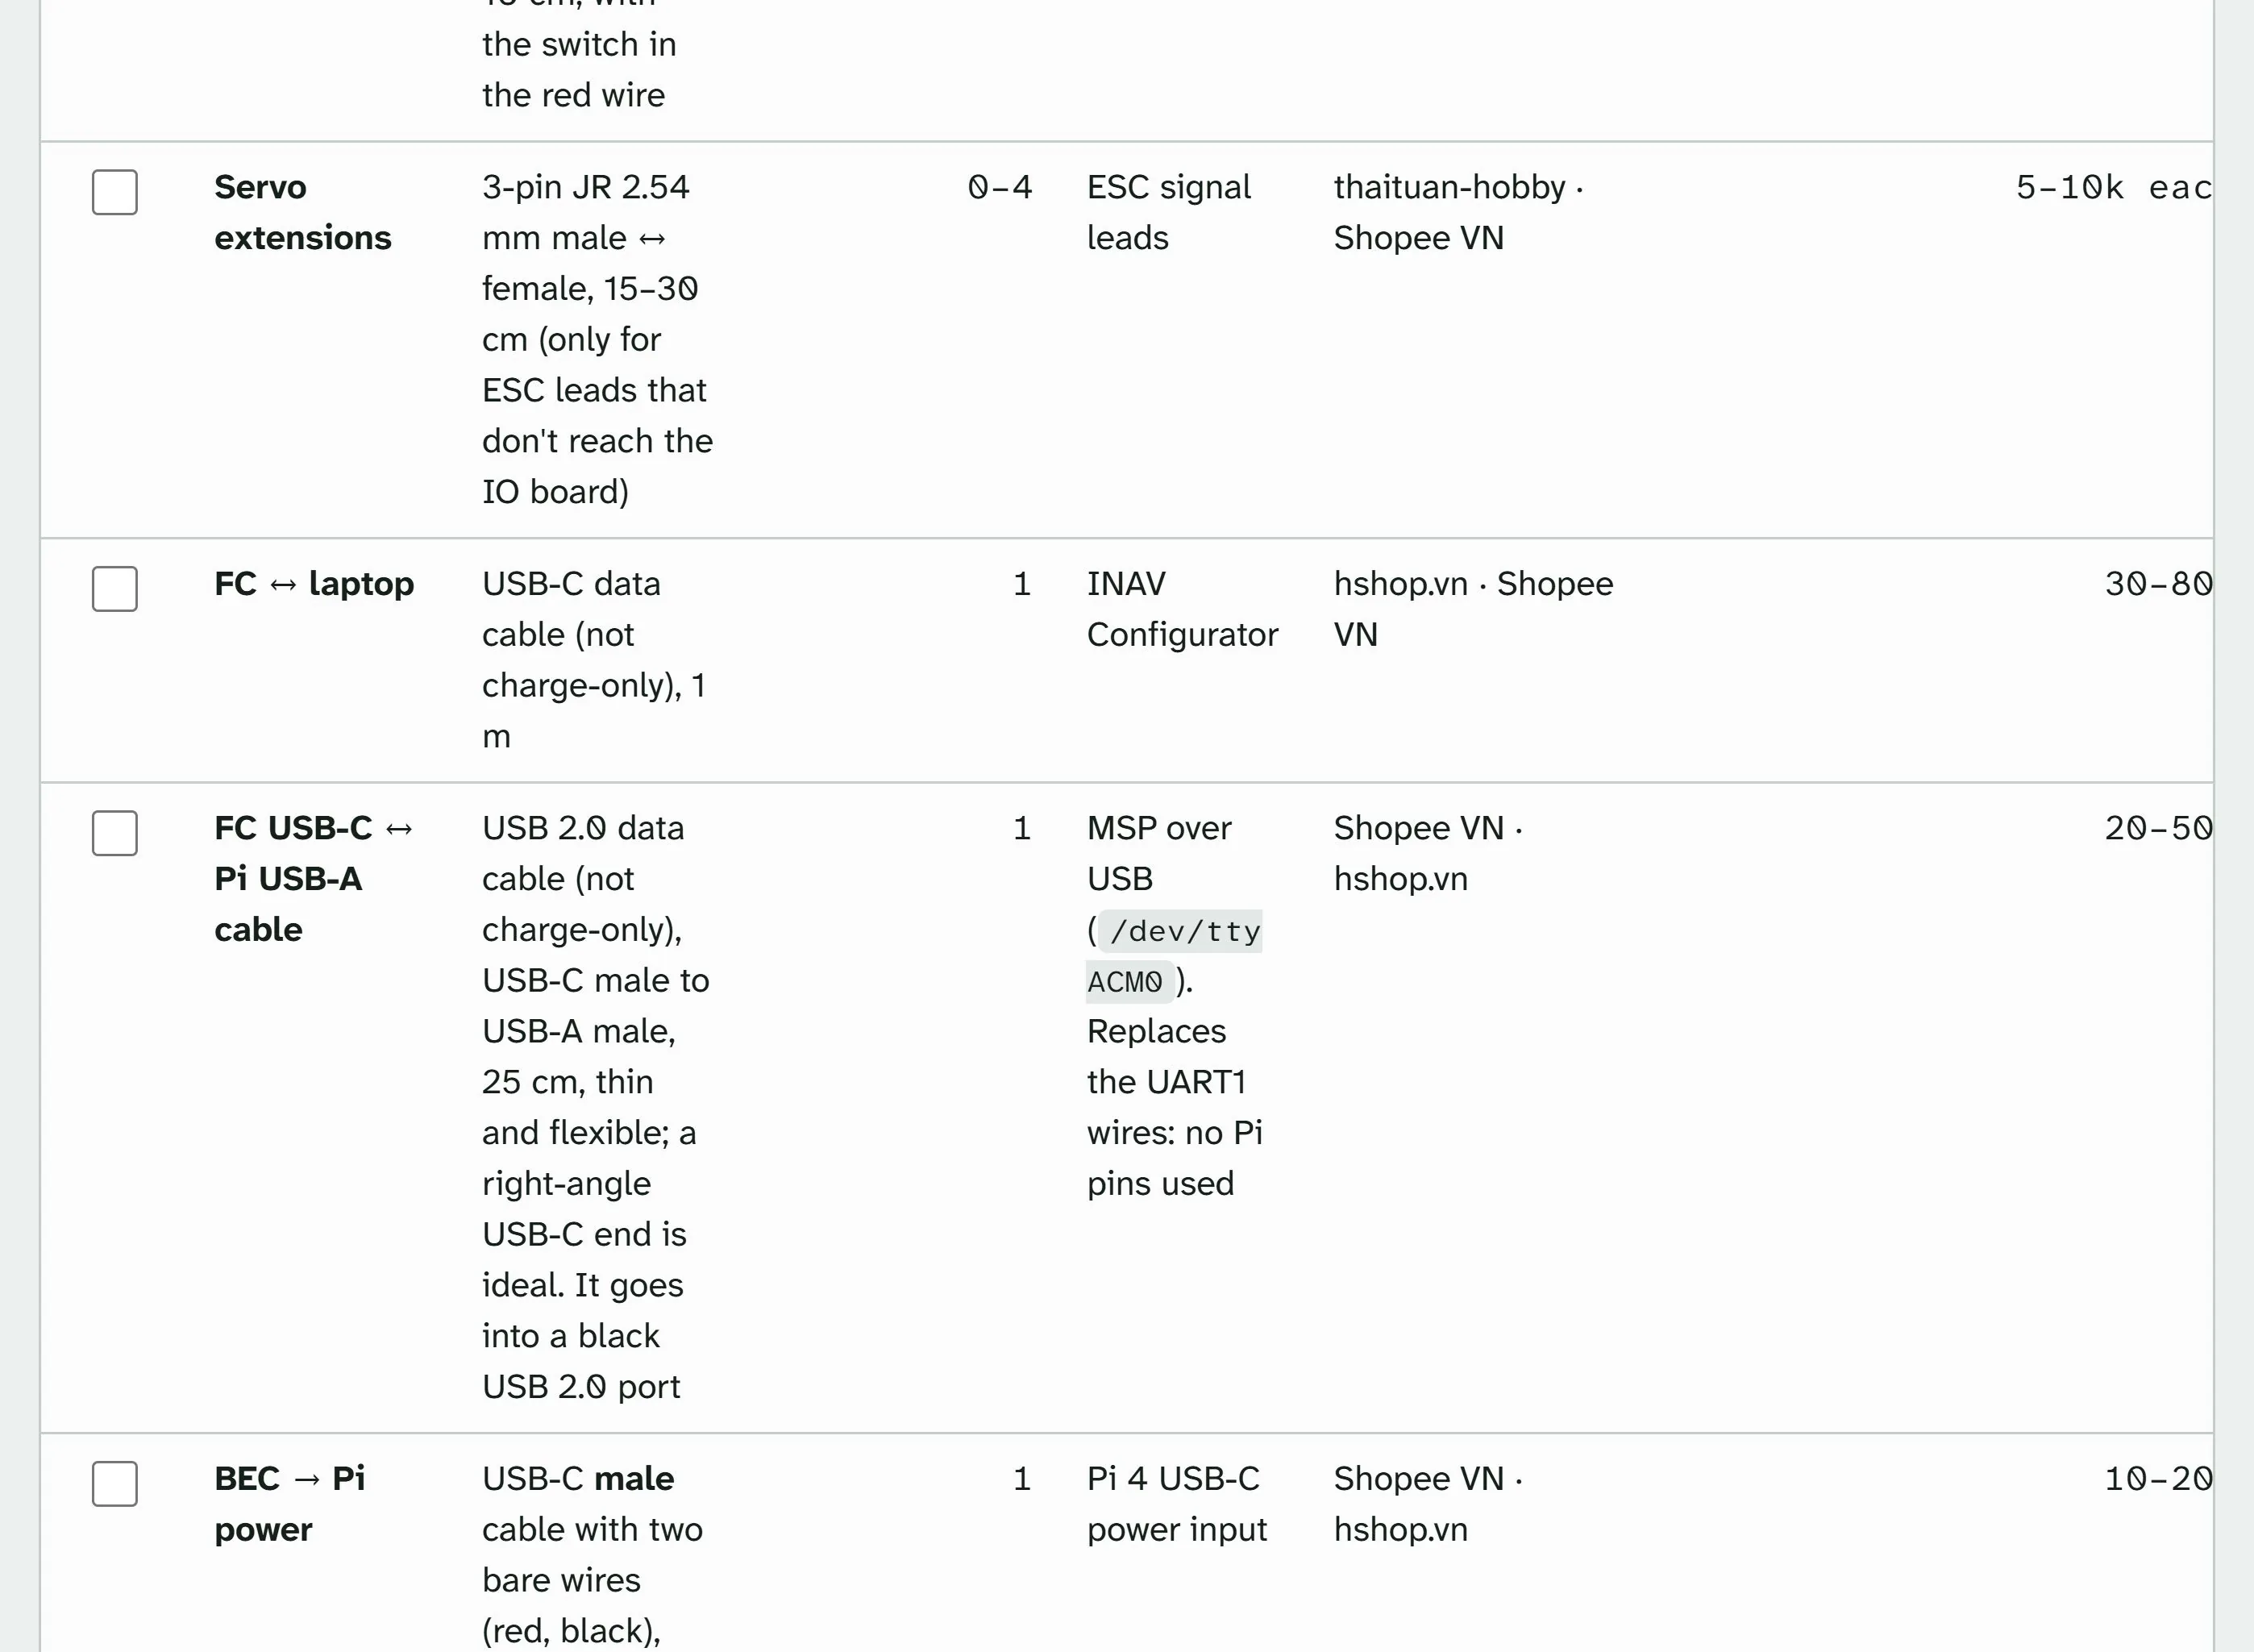 the switch in
the red wire
Servo
extensions
3-pin JR 2.54
mm male ↔
female, 15–30
cm (only for
ESC leads that
don't reach the
IO board)
0–4
ESC signal
leads
thaituan-hobby ·
Shopee VN
5–10k eac
FC ↔ laptop
USB-C data
cable (not
charge-only), 1
m
1
INAV
Configurator
hshop.vn · Shopee
VN
30–80
FC USB-C ↔
Pi USB-A
cable
USB 2.0 data
cable (not
charge-only),
USB-C male to
USB-A male,
25 cm, thin
and flexible; a
right-angle
USB-C end is
ideal. It goes
into a black
USB 2.0 port
1
MSP over
USB
(/dev/tty
ACM0).
Replaces
the UART1
wires: no Pi
pins used
Shopee VN ·
hshop.vn
20–50
BEC → Pi
power
USB-C male
cable with two
bare wires
(red, black),
1
Pi 4 USB-C
power input
Shopee VN ·
hshop.vn
10–20